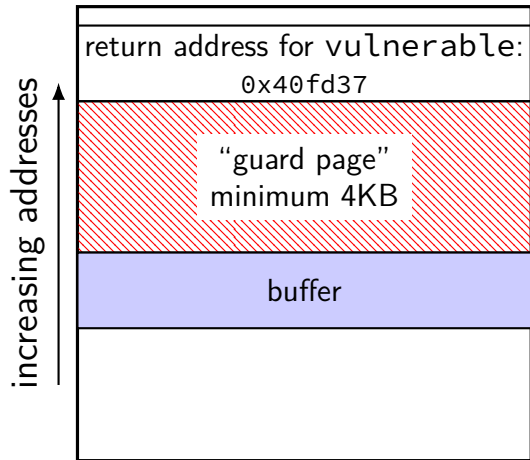 return address for vulnerable:
0x40fd37
“guard page”
minimum 4KB
buffer
increasing addresses